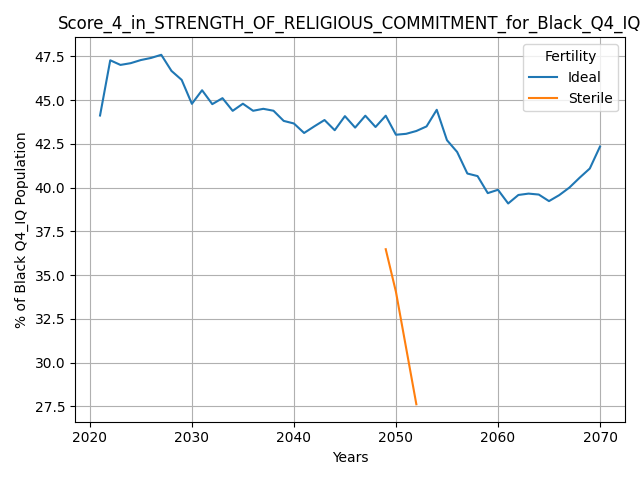 Score_4_in_STRENGTH_OF_RELIGIOUS_COMMITMENT_for_Black_Q4_IQ
Fertility
Ideal
Sterile
% of Black Q4_IQ Population
47.5
45.0
42.5
40.0
37.5
35.0
32.5
30.0
27.5
2020
2030
2040
2050
2060
2070
Years